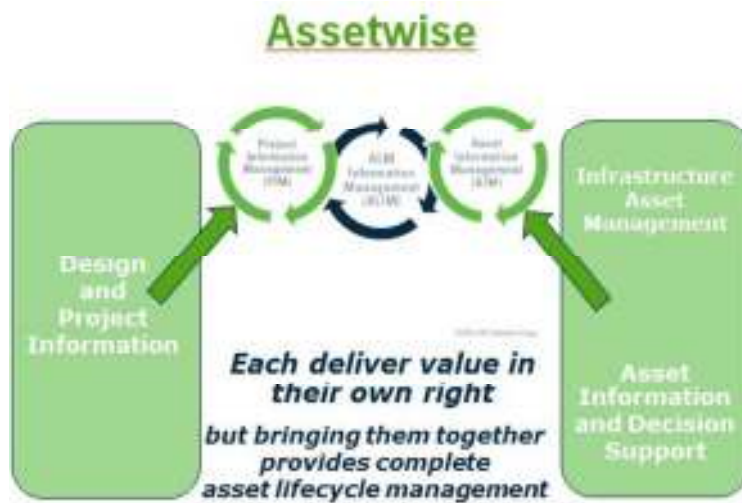 Assetwise
Project
Information
Management
(PIM)
Information
Management
Asset
Information
Management
(AIM)
Infrastructure
Asset
Management
Design
and
Project
Information
Each deliver value in
their own right
but bringing them together
provides complete
asset lifecycle management
Asset
Information
and Decision
Support